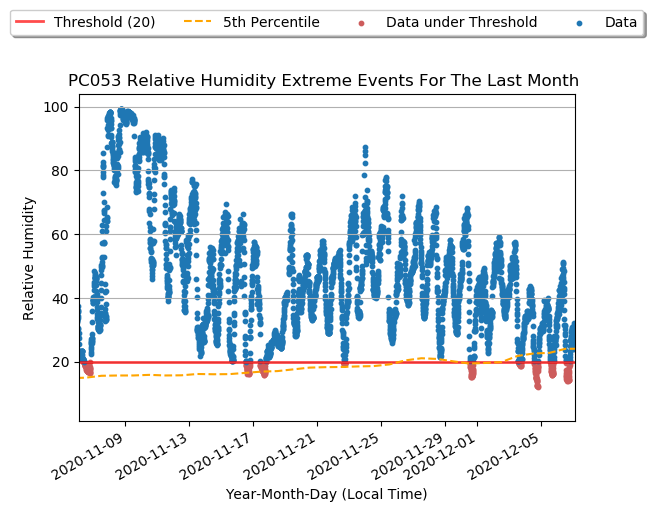 Threshold (20) 5th Percentile Data under Threshold Data
PC053 Relative Humidity Extreme Events For The Last Month
100
80
60
40
20
Relative Humidity
2020-11-09 2020-11-13 2020-11-17 2020-11-21 2020-11-25 2020-11-29 2020-12-01 2020-12-05
Year-Month-Day (Local Time)